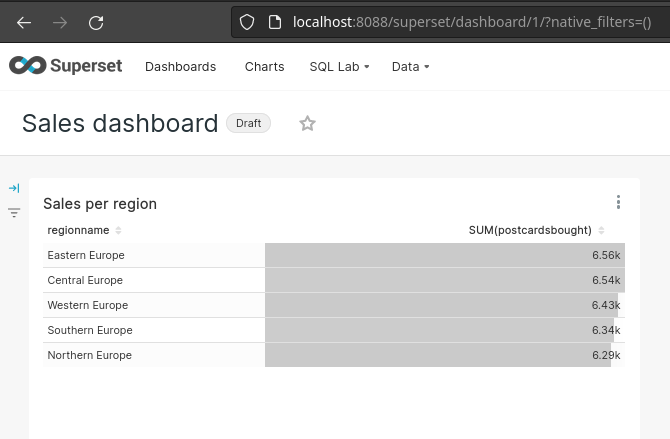 localhost:8088/superset/dashboard/1/?native_filters=()
Superset Dashboards Charts SQL Lab Data
Sales dashboard Draft
Sales per region
regionname SUM(postcardsbought)
Eastern Europe 6.56k
Central Europe 6.54k
Western Europe 6.43k
Southern Europe 6.34k
Northern Europe 6.29k